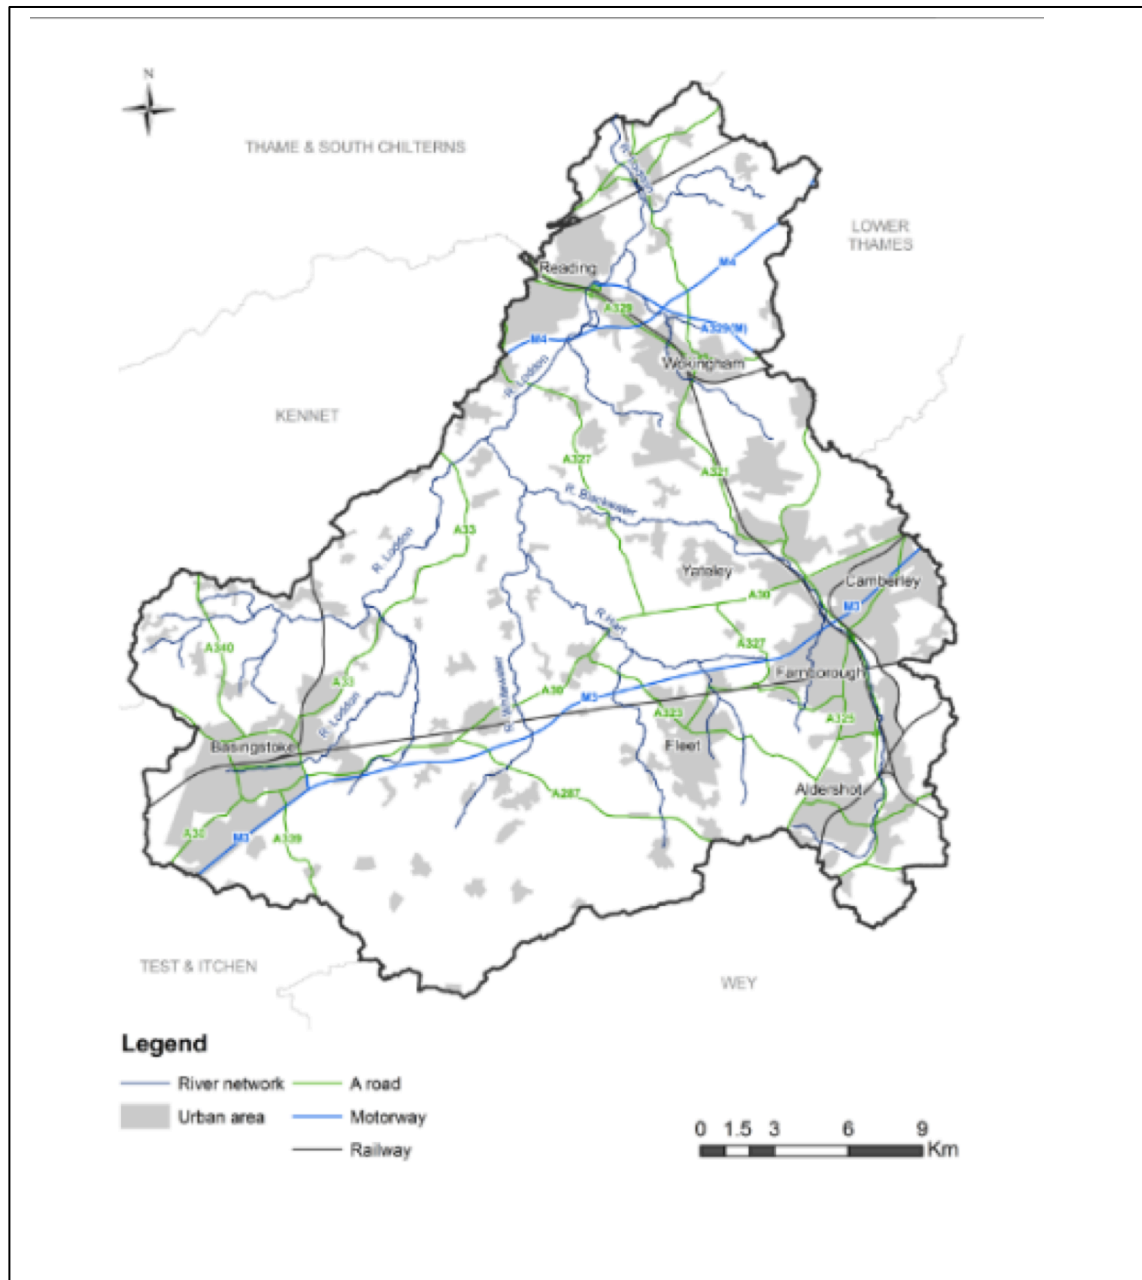 N
THAME & SOUTH CHILTERNS
R. Loddon
LOWER
THAMES
Reading
M4
A329
A329(M)
M4
Wokingham
R. Loddon
KENNET
A327
A321
R. Blackwater
A33
R. Loddon
Yateley
Camberley
A30
M3
R.Hart
A340
A327
Farnborough
A33
R. Whitewater
A30
M3
R. Loddon
A323
A325
Basingstoke
Fleet
A287
Aldershot
A30
M3
A339
TEST & ITCHEN
WEY
Legend
River network
A road
Urban area
Motorway
Railway
0 1.5 3 6 9
Km